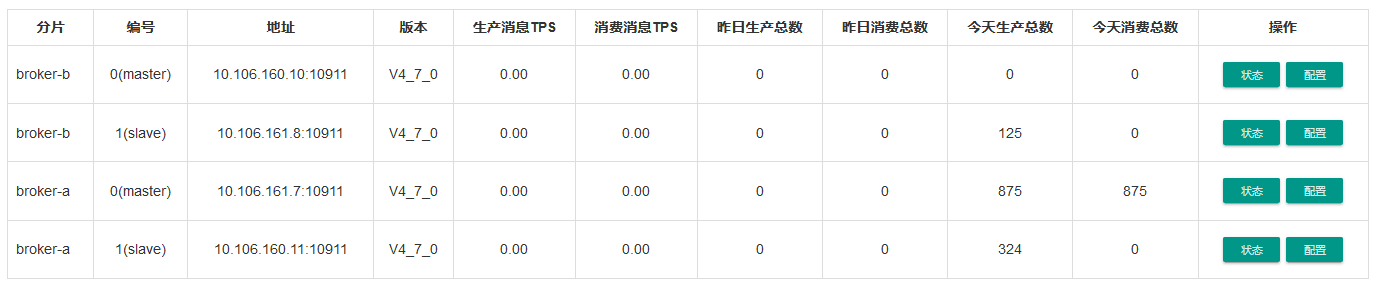 分片 编号 地址 版本 生产消息TPS 消费消息TPS 昨日生产总数 昨日消费总数 今天生产总数 今天消费总数 操作
broker-b 0(master) 10.106.160.10:10911 V4_7_0 0.00 0.00 0 0 0 0 状态 配置
broker-b 1(slave) 10.106.161.8:10911 V4_7_0 0.00 0.00 0 0 125 0 状态 配置
broker-a 0(master) 10.106.161.7:10911 V4_7_0 0.00 0.00 0 0 875 875 状态 配置
broker-a 1(slave) 10.106.160.11:10911 V4_7_0 0.00 0.00 0 0 324 0 状态 配置